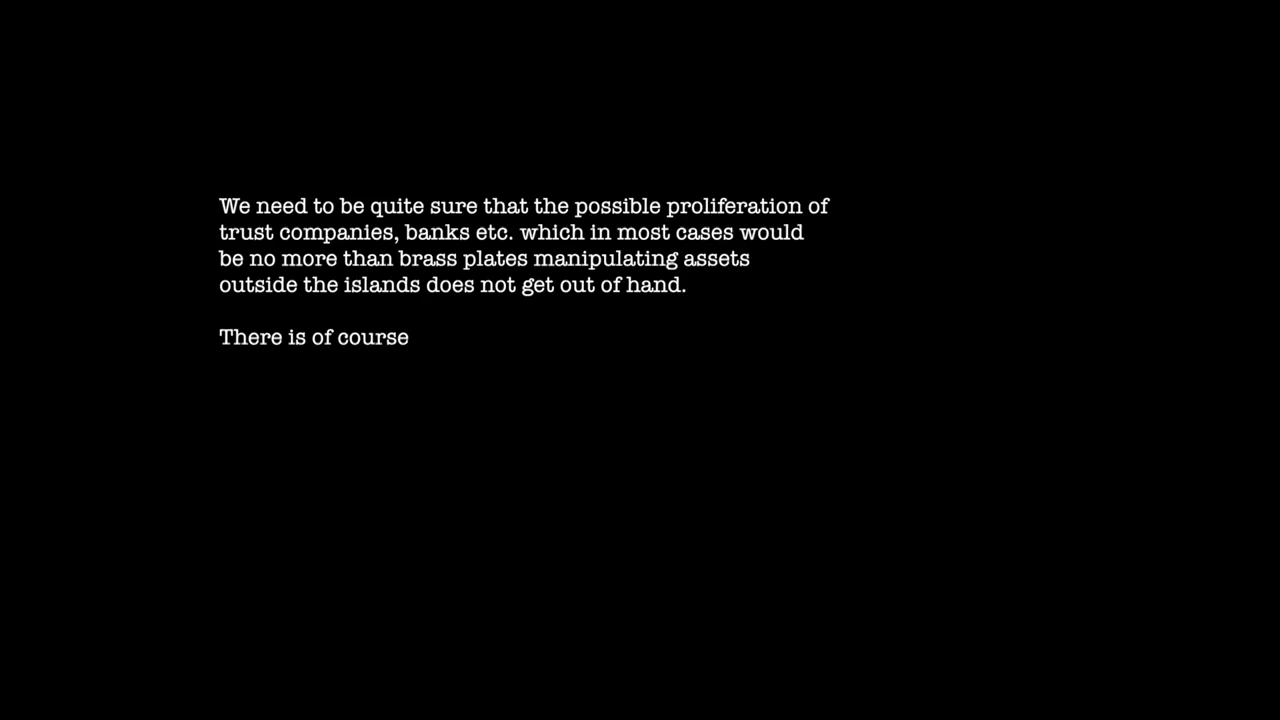 We need to be quite sure that the possible proliferation of
trust companies, banks etc. which in most cases would
be no more than brass plates manipulating assets
outside the islands does not get out of hand.
There is of course